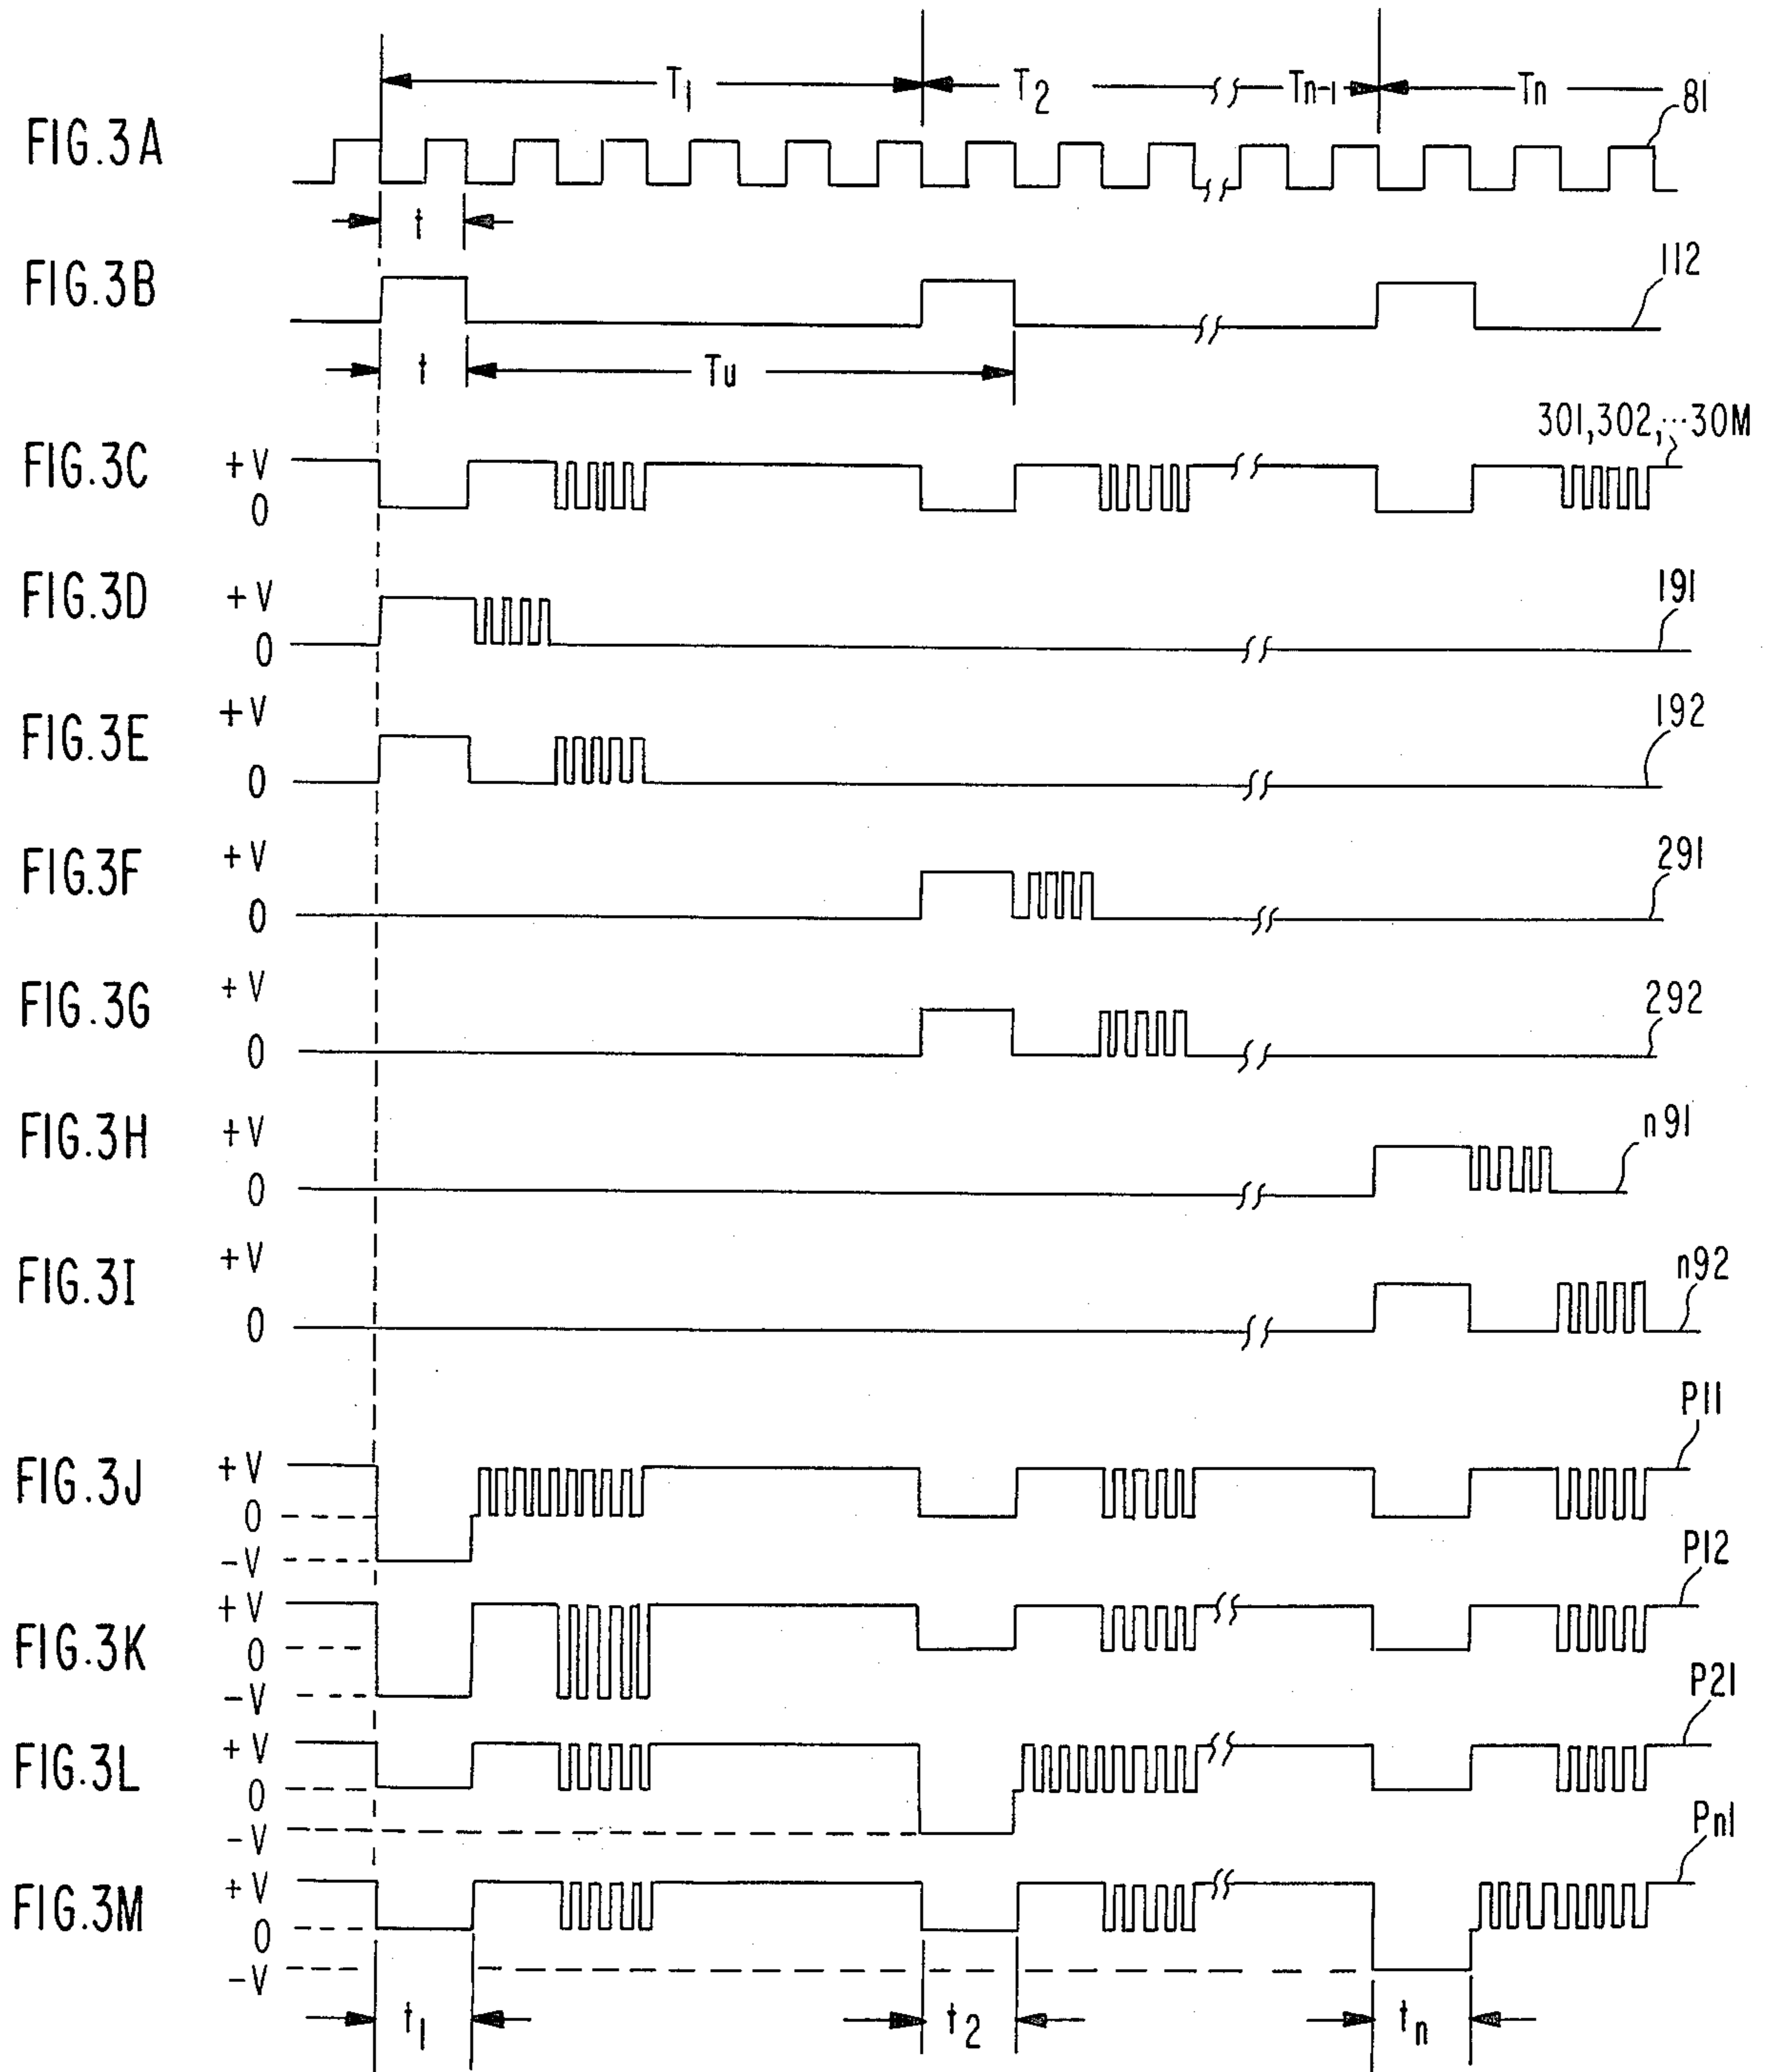 T1 T2 Tn-1 Tn
FIG.3A 81
t
FIG.3B 112
t Tu
301,302,···30M
FIG.3C +V
0
FIG.3D +V 191
0
FIG.3E +V 192
0
FIG.3F +V 291
0
FIG.3G +V 292
0
FIG.3H +V n91
0
FIG.3I +V n92
0
P11
FIG.3J +V
0
-V
P12
+V
FIG.3K 0
-V
P21
FIG.3L +V
0
-V
Pn1
FIG.3M +V
0
-V
t1 t2 tn